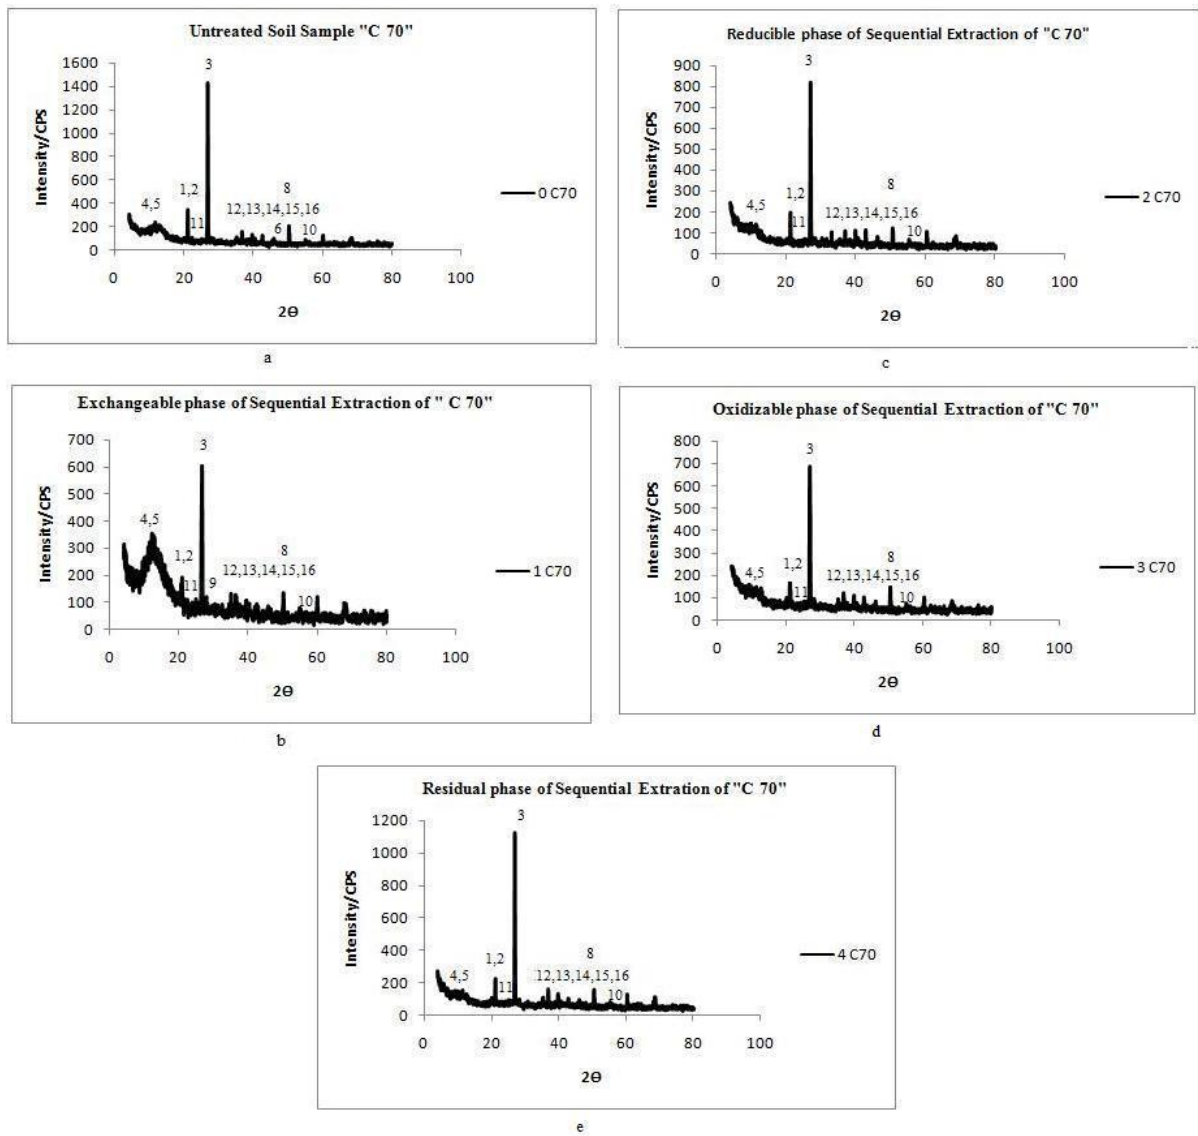 Untreated Soil Sample "C 70"
1600
1400
1200
1000
800
600
400
200
0
Intensity/CPS
3
8
1,2
4,5
12,13,14,15,16
11
6
10
0 C70
0 20 40 60 80 100
2Θ
a
Reducible phase of Sequential Extraction of "C 70"
900
800
700
600
500
400
300
200
100
0
Intensity/CPS
3
8
1,2
4,5
12,13,14,15,16
11
10
2 C70
0 20 40 60 80 100
2Θ
c
Exchangeable phase of Sequential Extraction of " C 70"
700
600
500
400
300
200
100
0
Intensity/CPS
3
4,5
8
1,2
12,13,14,15,16
11
9
10
1 C70
0 20 40 60 80 100
2Θ
b
Oxidizable phase of Sequential Extraction of "C 70"
800
700
600
500
400
300
200
100
0
Intensity/CPS
3
8
1,2
4,5
12,13,14,15,16
11
10
3 C70
0 20 40 60 80 100
2Θ
d
Residual phase of Sequential Extration of "C 70"
1200
1000
800
600
400
200
0
Intensity/CPS
3
8
1,2
4,5
12,13,14,15,16
11
10
4 C70
0 20 40 60 80 100
2Θ
e